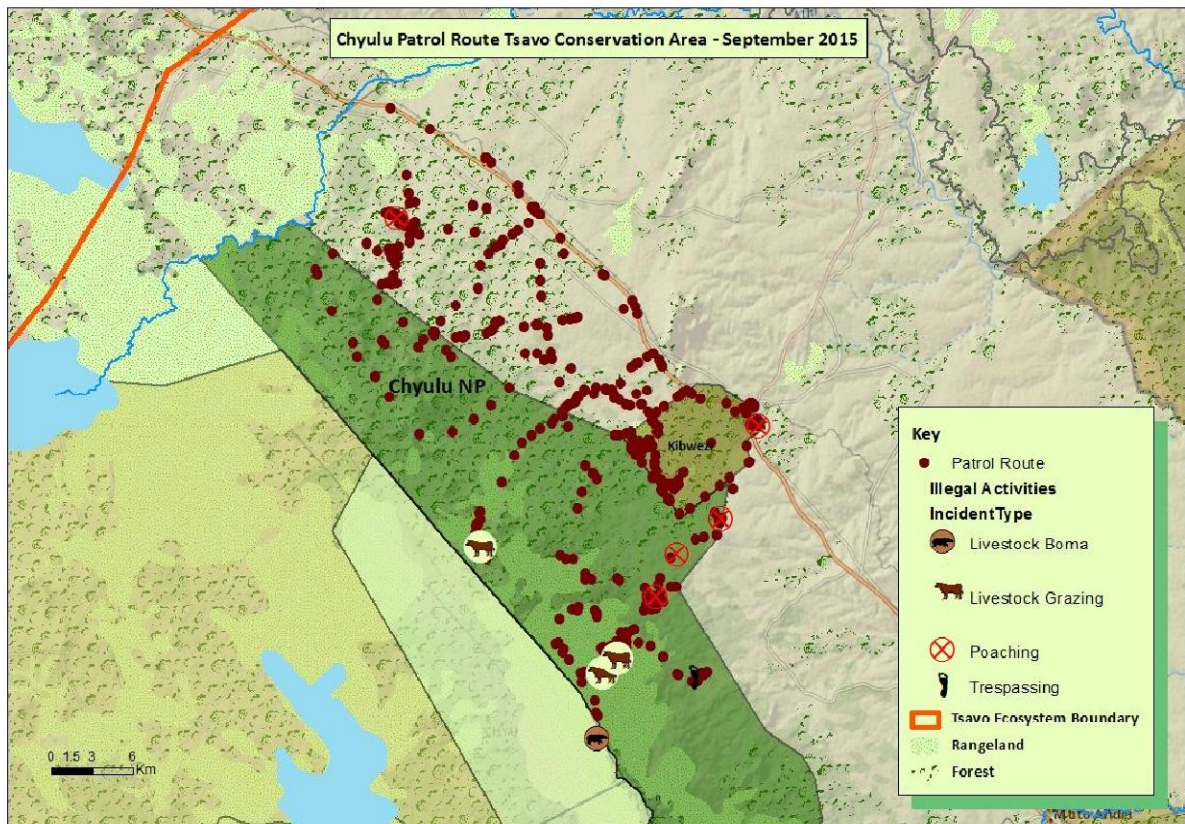 Chyulu Patrol Route Tsavo Conservation Area - September 2015
Chyulu NP
Kibwezi
Key
Patrol Route
Illegal Activities
IncidentType
Livestock Boma
Livestock Grazing
Poaching
Trespassing
Tsavo Ecosystem Boundary
Rangeland
Forest
0 1.5 3 6
Km